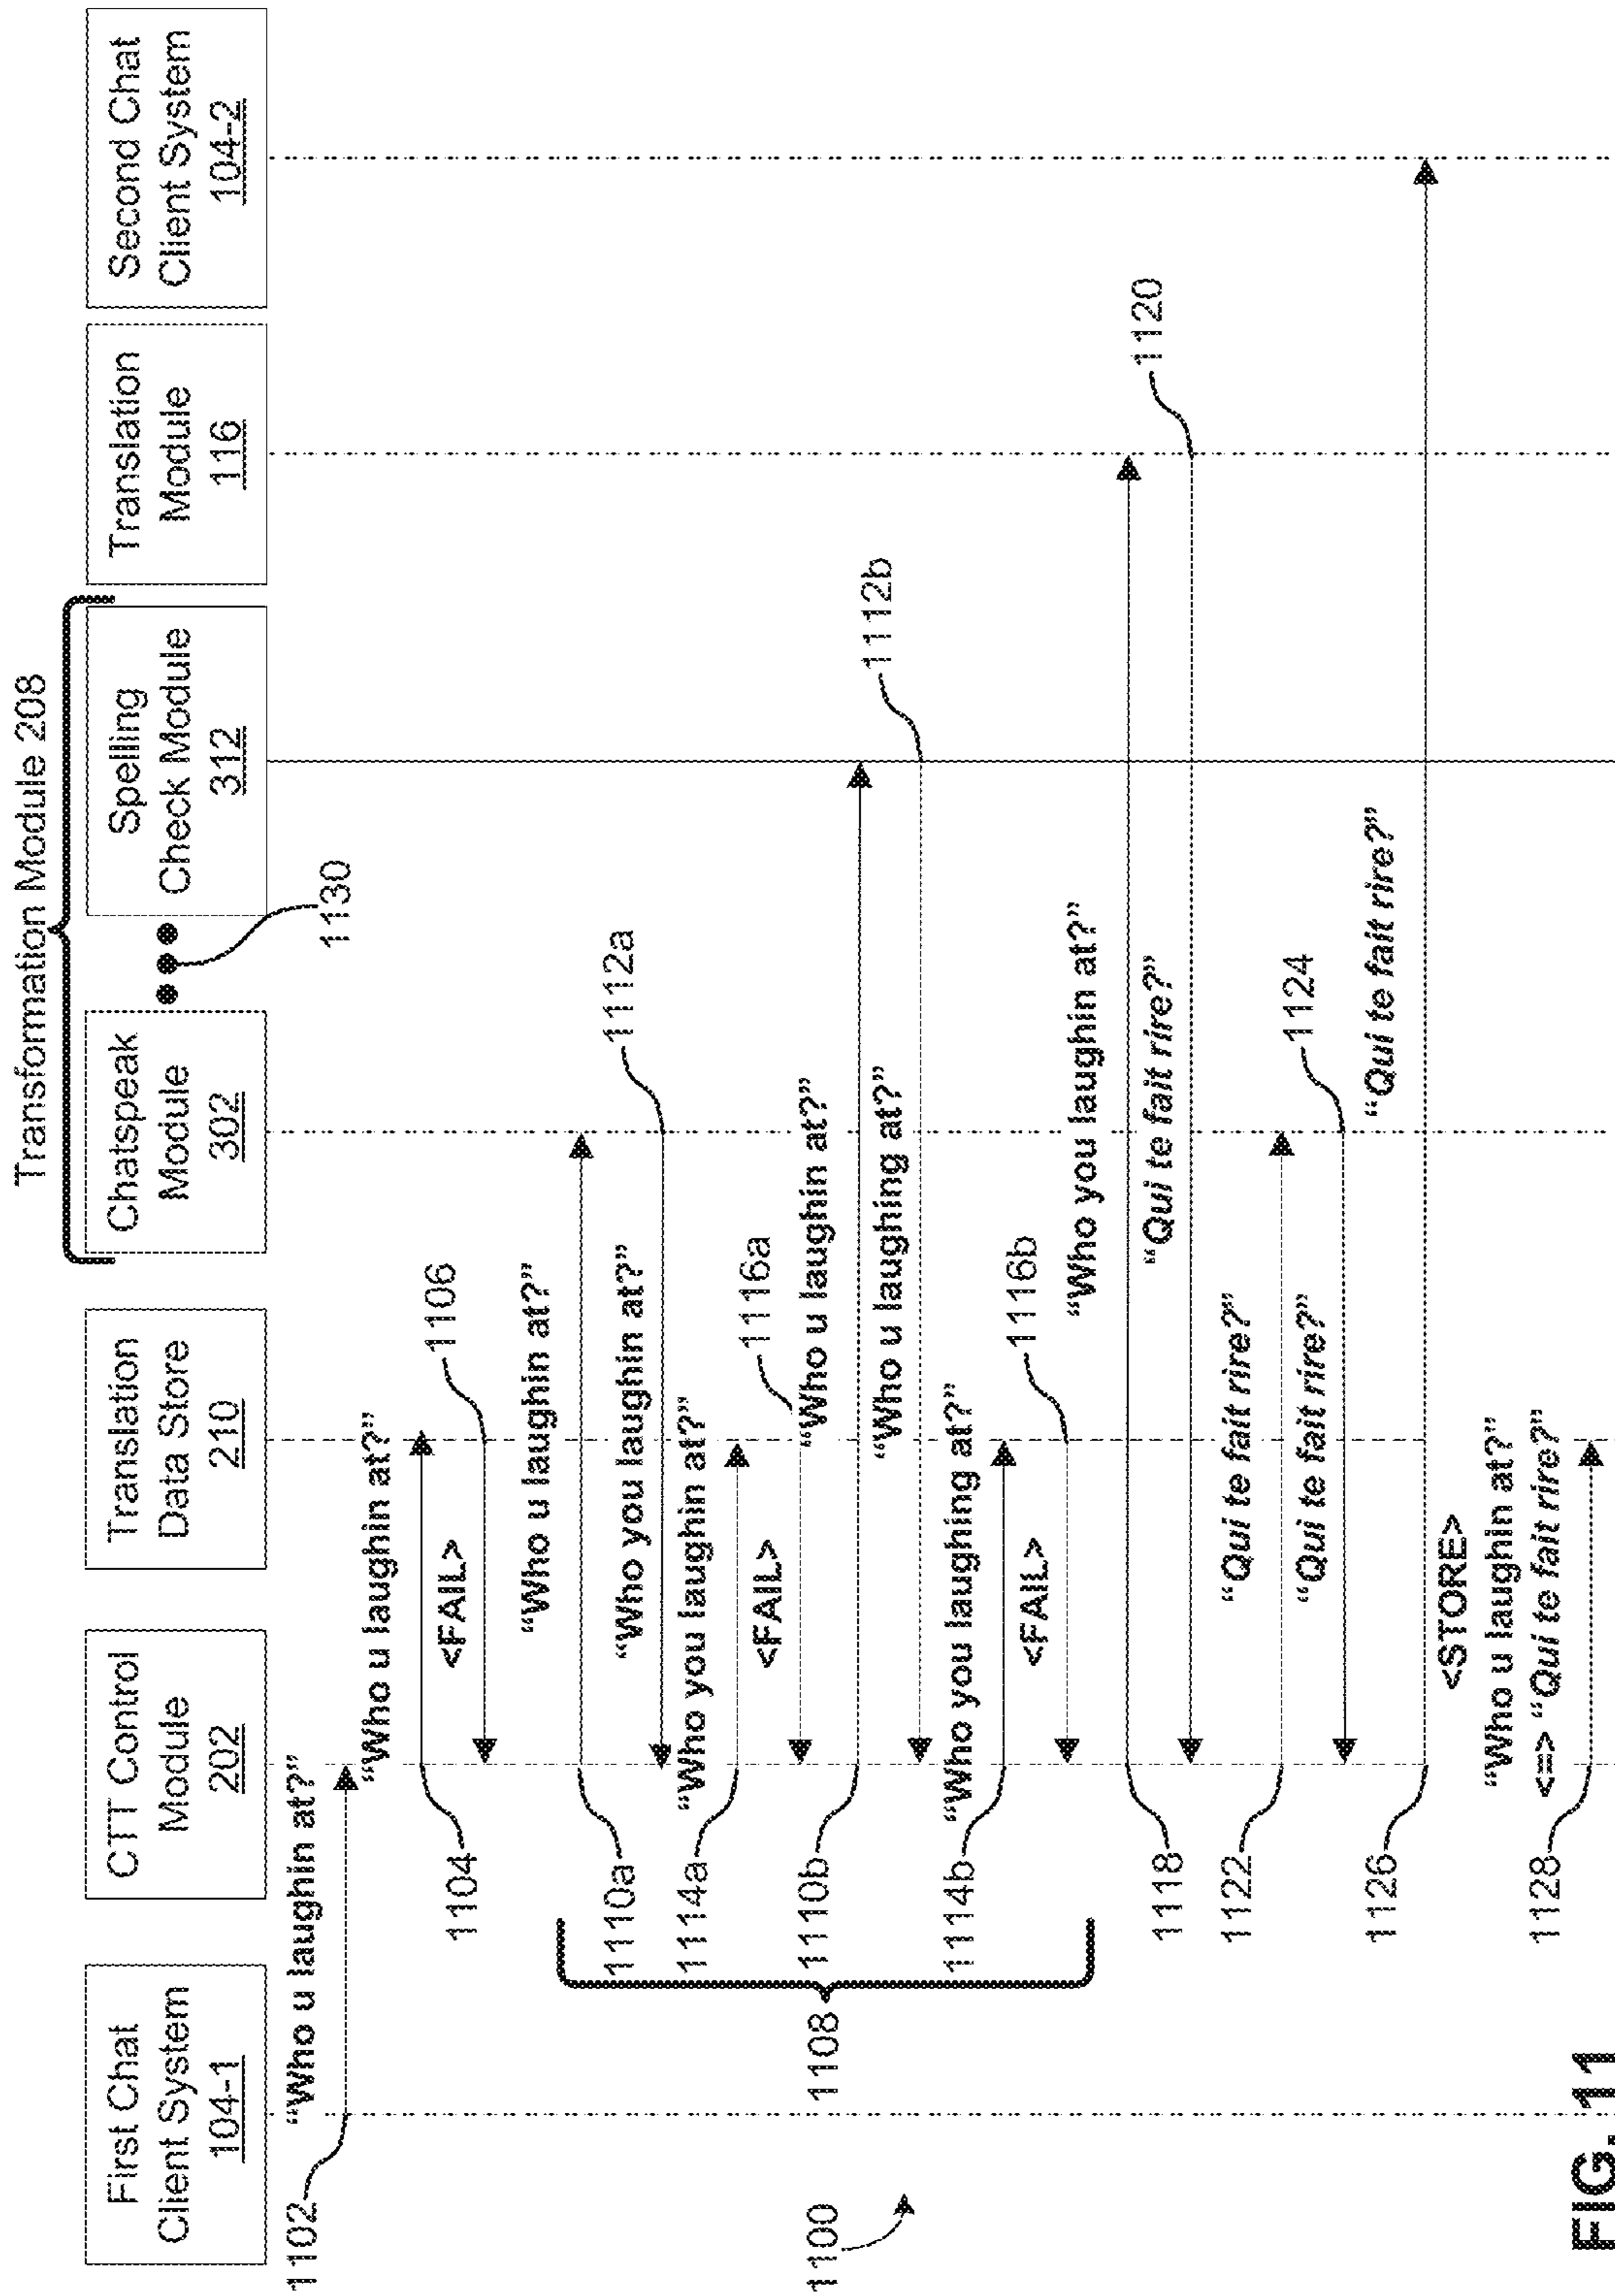 Transformation Module 208
First Chat
Client System
104-1
CTT Control
Module
202
Translation
Data Store
210
Chatspeak
Module
302
Spelling
Check Module
312
Translation
Module
116
Second Chat
Client System
104-2
1130
1102
“Who u laughin at?”
“Who u laughin at?”
1104
<FAIL>
1106
“Who u laughin at?”
1110a
“Who you laughin at?”
1112a
“Who you laughin at?”
1114a
<FAIL>
1116a
“Who u laughin at?”
1110b
“Who u laughing at?”
1112b
“Who you laughing at?”
1114b
<FAIL>
1116b
1108
1100
“Who you laughin at?”
1118
“Qui te fait rire?”
1120
“Qui te fait rire?”
1122
“Qui te fait rire?”
1124
“Qui te fait rire?”
1126
<STORE>
“Who u laughin at?”
<=> “Qui te fait rire?”
1128
FIG. 11